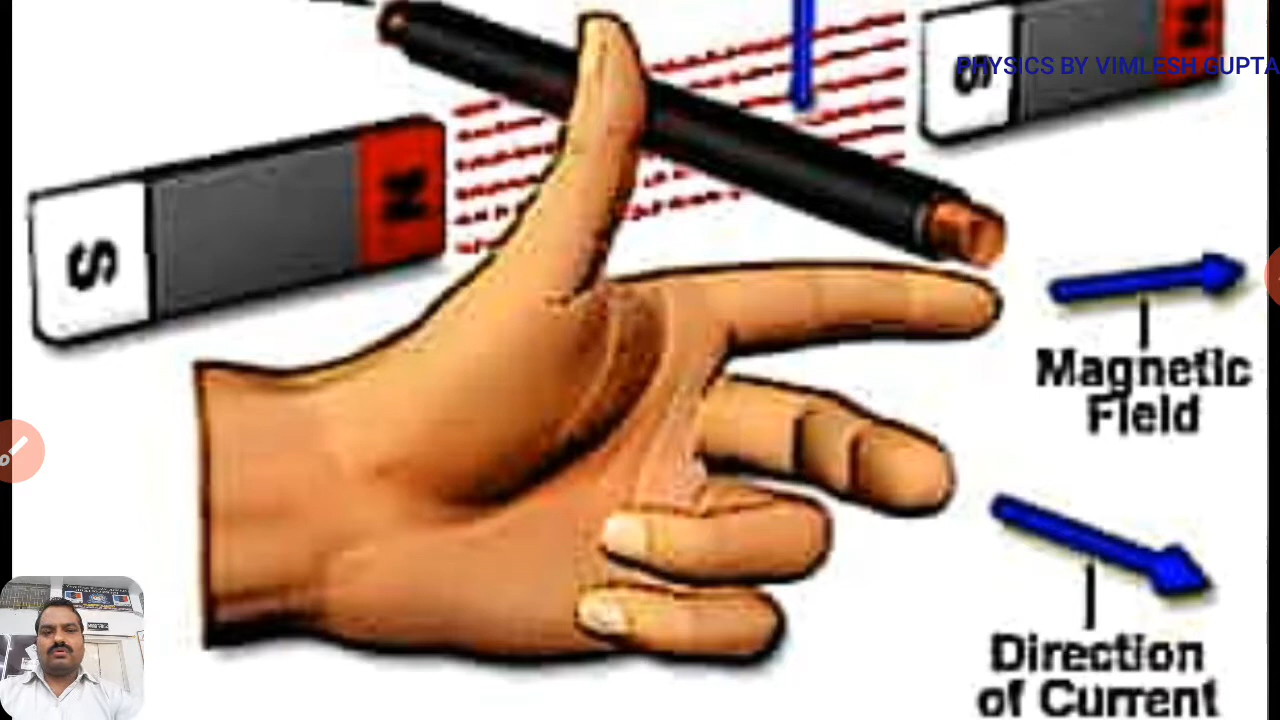 PHYSICS BY VIMLESH GUPTA
S
N
S
N
Magnetic
Field
Direction
of Current